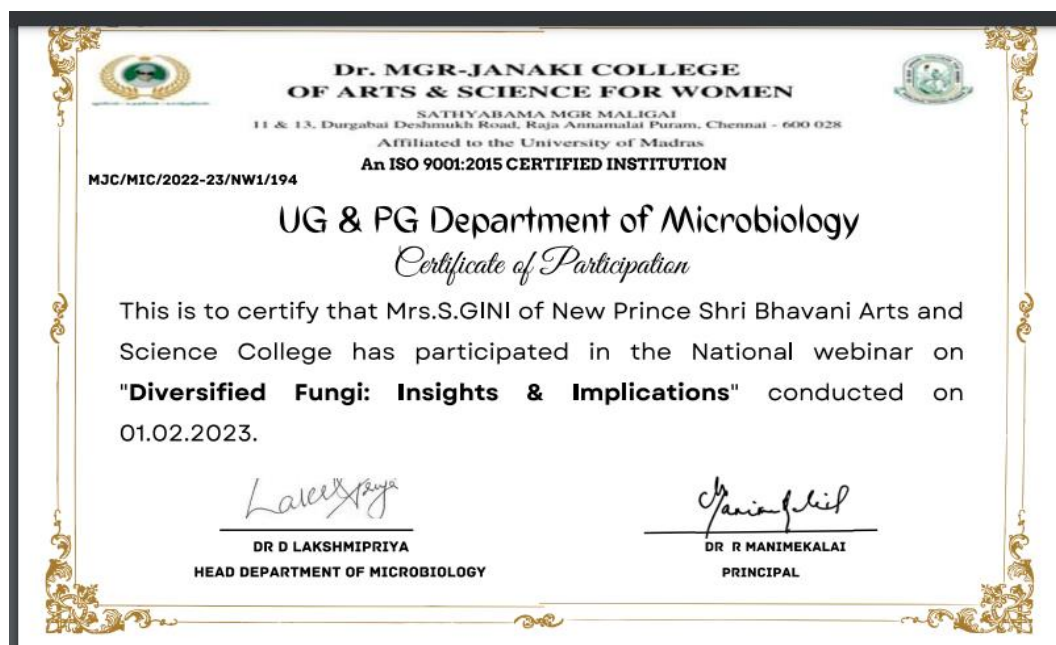 Dr. MGR-JANAKI COLLEGE
OF ARTS & SCIENCE FOR WOMEN
SATHYABAMA MGR MALIGAI
11 & 13, Durgabai Deshmukh Road, Raja Annamalai Puram, Chennai - 600 028
Affiliated to the University of Madras
An ISO 9001:2015 CERTIFIED INSTITUTION
MJC/MIC/2022-23/NW1/194
UG & PG Department of Microbiology
Certificate of Participation
This is to certify that Mrs.S.GINI of New Prince Shri Bhavani Arts and
Science College has participated in the National webinar on
"Diversified Fungi: Insights & Implications" conducted on
01.02.2023.
DR D LAKSHMIPRIYA
HEAD DEPARTMENT OF MICROBIOLOGY
DR R MANIMEKALAI
PRINCIPAL